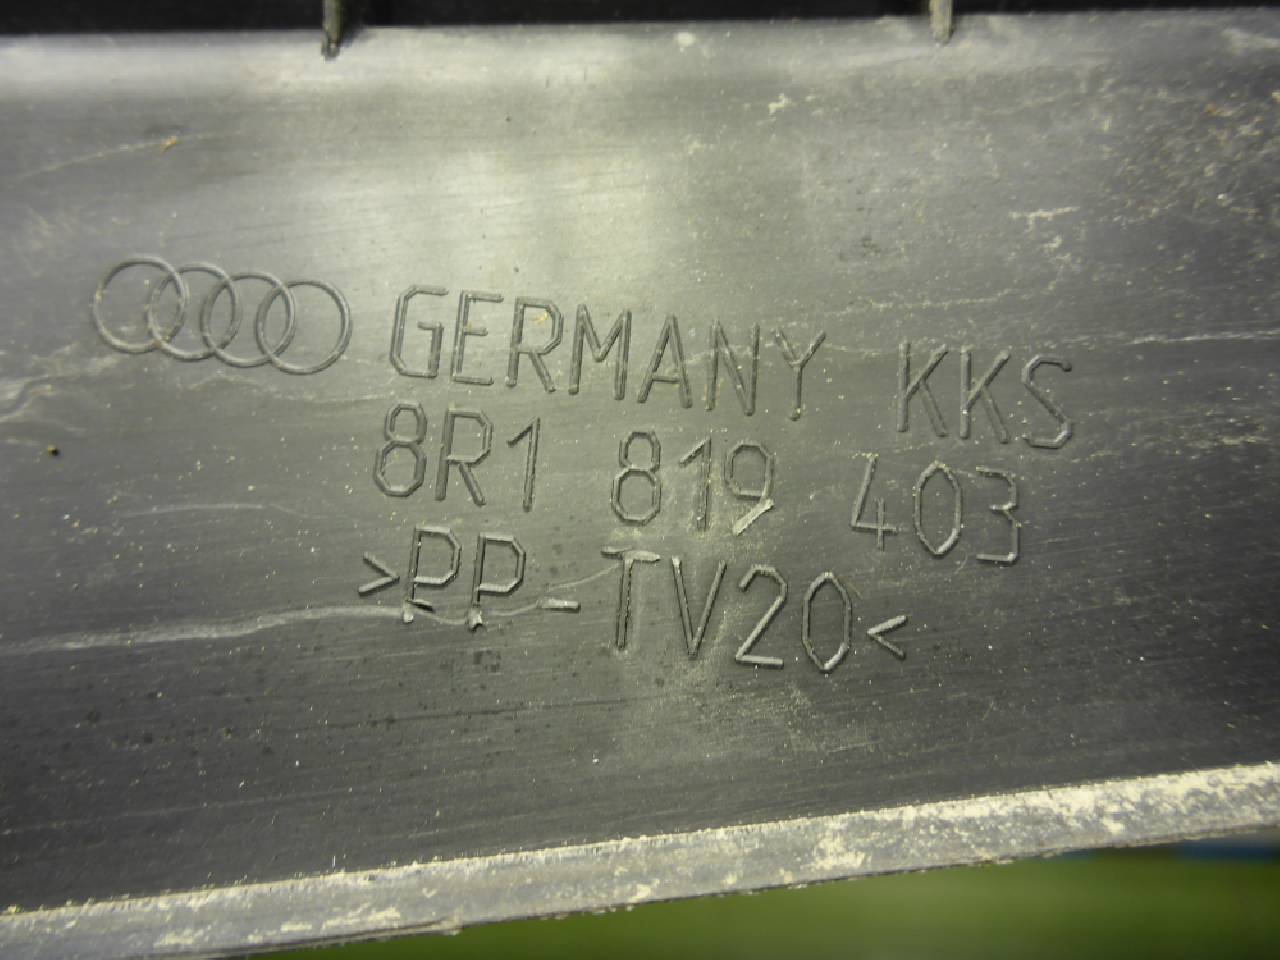 GERMANY KKS
8R1 819 403
>PP-TV20<